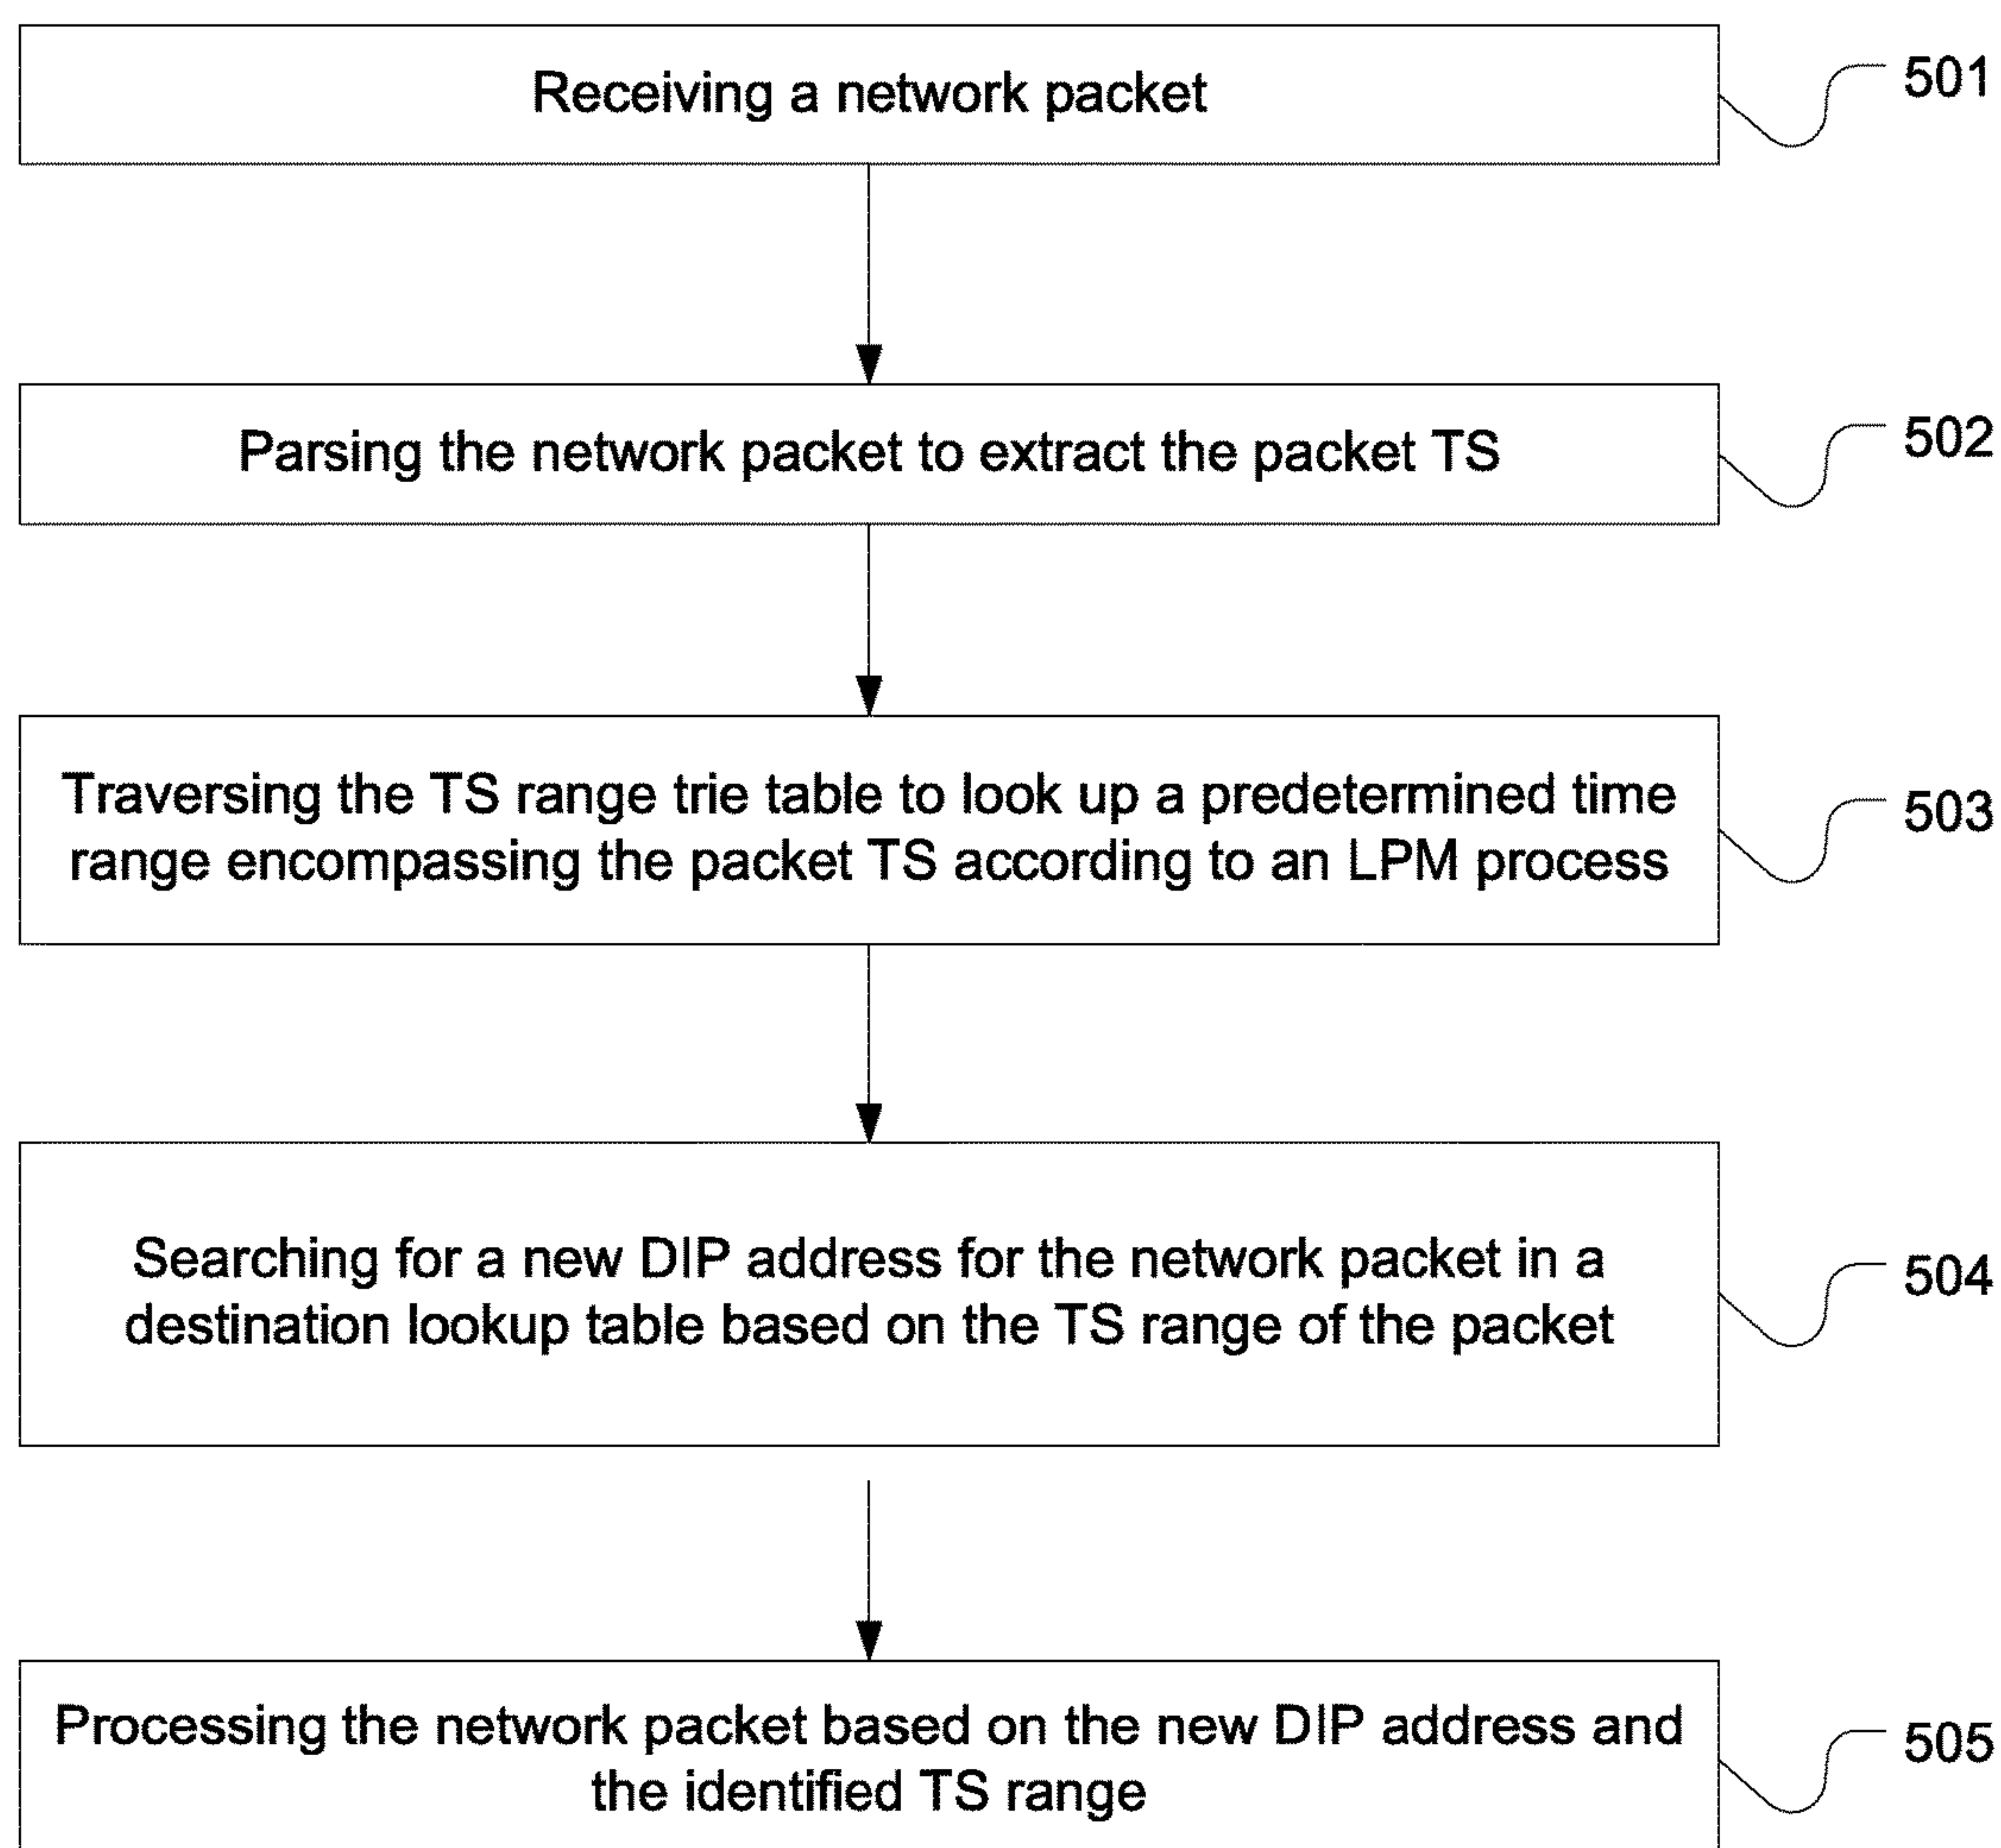 Receiving a network packet
501
Parsing the network packet to extract the packet TS
502
Traversing the TS range trie table to look up a predetermined time
range encompassing the packet TS according to an LPM process
503
Searching for a new DIP address for the network packet in a
destination lookup table based on the TS range of the packet
504
Processing the network packet based on the new DIP address and
the identified TS range
505